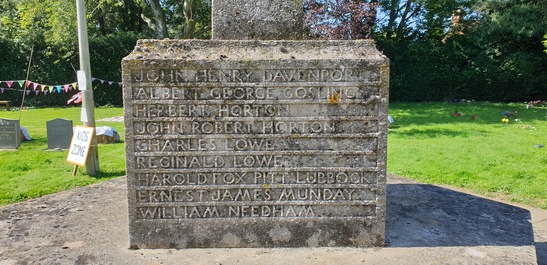 JOHN HENRY DAVENPORT
ALBERT GEORGE GOSLING
HERBERT HORTON
JOHN ROBERT HORTON
CHARLES LOWE
REGINALD LOWE
HAROLD FOX PITT LUBBOCK
ERNEST JAMES MUNDAY
WILLIAM NEEDHAM
KIDS
ZONE